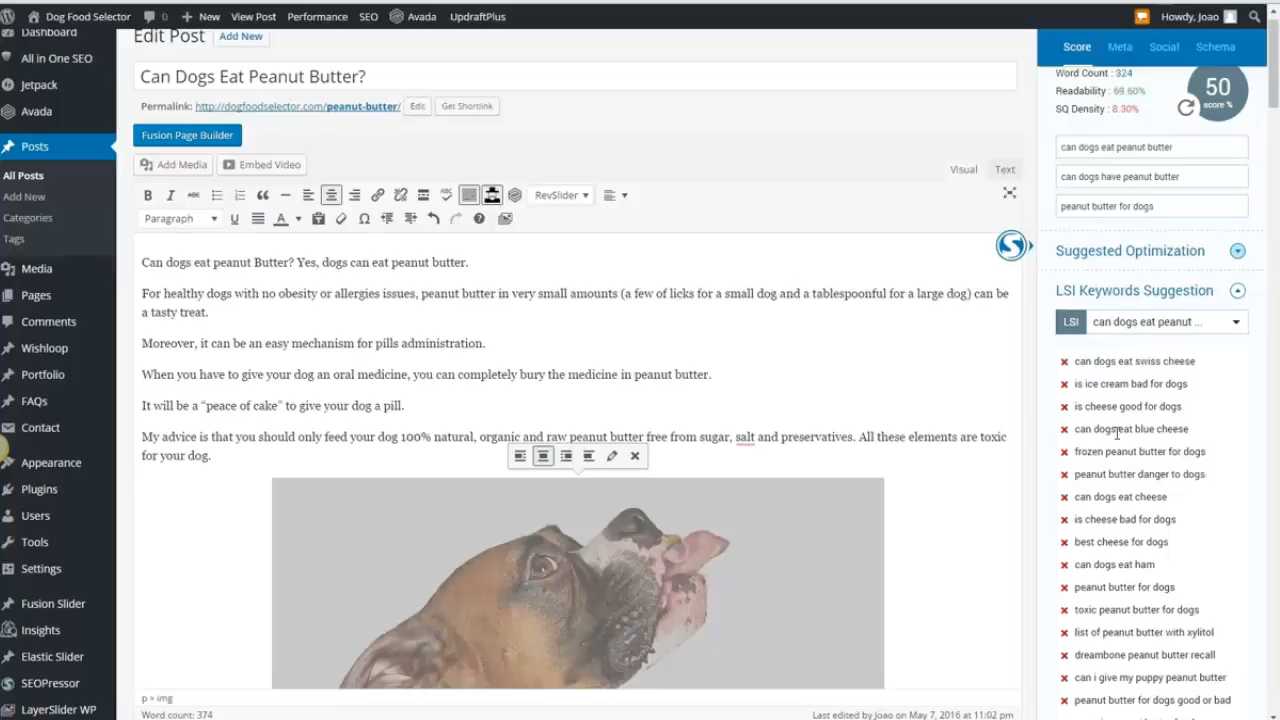 Dog Food Selector 0 + New View Post Performance SEO Avada UpdraftPlus Howdy, Joao
Dashboard
All in One SEO
Jetpack
Avada
Posts
All Posts
Add New
Categories
Tags
Media
Pages
Comments
Wishloop
Portfolio
FAQs
Contact
Appearance
Plugins
Users
Tools
Settings
Fusion Slider
Insights
Elastic Slider
SEOPressor
LayerSlider WP
Edit Post Add New
Can Dogs Eat Peanut Butter?
Permalink: http://dogfoodselector.com/peanut-butter/ Edit Get Shortlink
Fusion Page Builder
Add Media Embed Video
Visual Text
B I ABC RevSlider
Paragraph U A
Can dogs eat peanut Butter? Yes, dogs can eat peanut butter.
For healthy dogs with no obesity or allergies issues, peanut butter in very small amounts (a few of licks for a small dog and a tablespoonful for a large dog) can be
a tasty treat.
Moreover, it can be an easy mechanism for pills administration.
When you have to give your dog an oral medicine, you can completely bury the medicine in peanut butter.
It will be a “peace of cake” to give your dog a pill.
My advice is that you should only feed your dog 100% natural, organic and raw peanut butter free from sugar, salt and preservatives. All these elements are toxic
for your dog.
p » img
Word count: 374 Last edited by Joao on May 7, 2016 at 11:02 pm
Score Meta Social Schema
Word Count : 324
Readability : 69.60%
SQ Density : 8.30%
50
score %
can dogs eat peanut butter
can dogs have peanut butter
peanut butter for dogs
S
Suggested Optimization
LSI Keywords Suggestion
LSI can dogs eat peanut ...
can dogs eat swiss cheese
is ice cream bad for dogs
is cheese good for dogs
can dogs eat blue cheese
frozen peanut butter for dogs
peanut butter danger to dogs
can dogs eat cheese
is cheese bad for dogs
best cheese for dogs
can dogs eat ham
peanut butter for dogs
toxic peanut butter for dogs
list of peanut butter with xylitol
dreambone peanut butter recall
can i give my puppy peanut butter
peanut butter for dogs good or bad